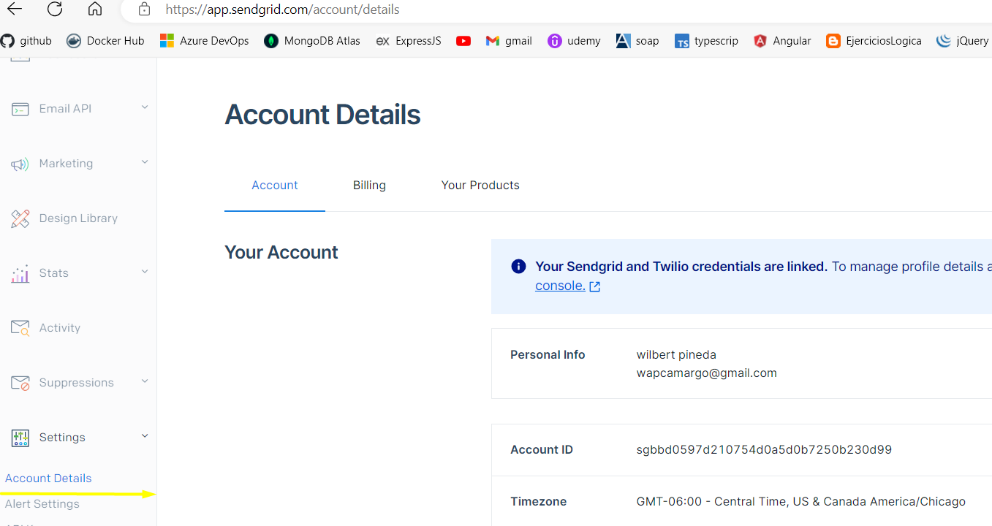 https://app.sendgrid.com/account/details
github Docker Hub Azure DevOps MongoDB Atlas ex ExpressJS gmail udemy soap TS typescrip Angular EjerciciosLogica jQuery
Email API
Marketing
Design Library
Stats
Activity
Suppressions
Settings
Account Details
Alert Settings
Account Details
Account Billing Your Products
Your Account
Your Sendgrid and Twilio credentials are linked. To manage profile details a
console.
Personal Info wilbert pineda
wapcamargo@gmail.com
Account ID sgbbd0597d210754d0a5d0b7250b230d99
Timezone GMT-06:00 - Central Time, US & Canada America/Chicago